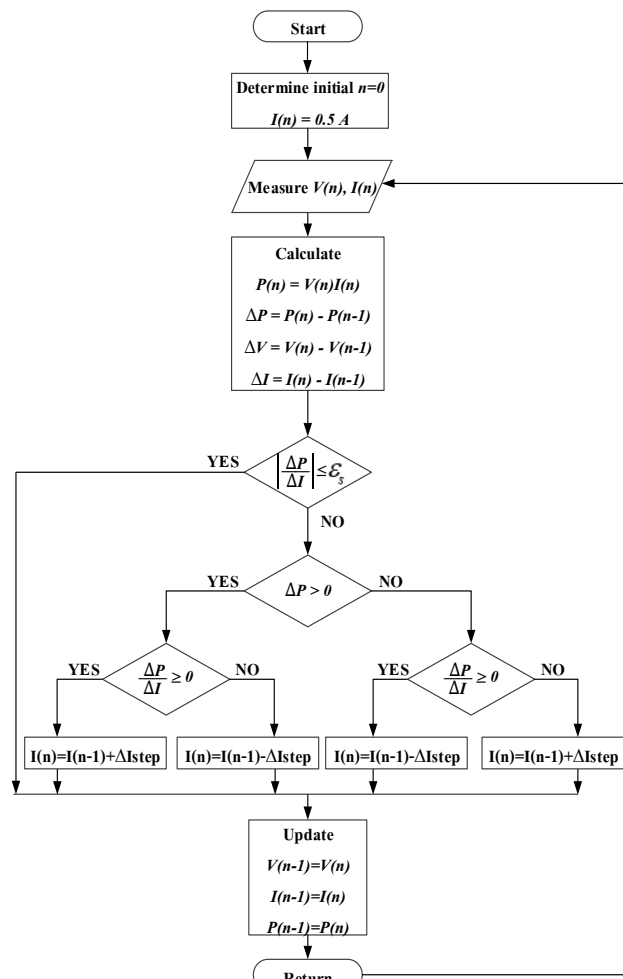 Start
Determine initial n=0
I(n) = 0.5 A
Measure V(n), I(n)
Calculate
P(n) = V(n)I(n)
ΔP = P(n) - P(n-1)
ΔV = V(n) - V(n-1)
ΔI = I(n) - I(n-1)
YES
|ΔP/ΔI| ≤ ℰs
NO
YES
ΔP > 0
NO
YES
ΔP/ΔI ≥ 0
NO
YES
ΔP/ΔI ≥ 0
NO
I(n)=I(n-1)+ΔIstep
I(n)=I(n-1)-ΔIstep
I(n)=I(n-1)-ΔIstep
I(n)=I(n-1)+ΔIstep
Update
V(n-1)=V(n)
I(n-1)=I(n)
P(n-1)=P(n)
Return